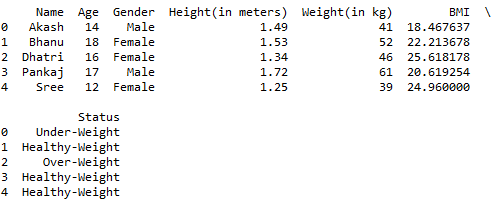 Name Age Gender Height(in meters) Weight(in kg) BMI \
0 Akash 14 Male 1.49 41 18.467637
1 Bhanu 18 Female 1.53 52 22.213678
2 Dhatri 16 Female 1.34 46 25.618178
3 Pankaj 17 Male 1.72 61 20.619254
4 Sree 12 Female 1.25 39 24.960000
Status
0 Under-Weight
1 Healthy-Weight
2 Over-Weight
3 Healthy-Weight
4 Healthy-Weight